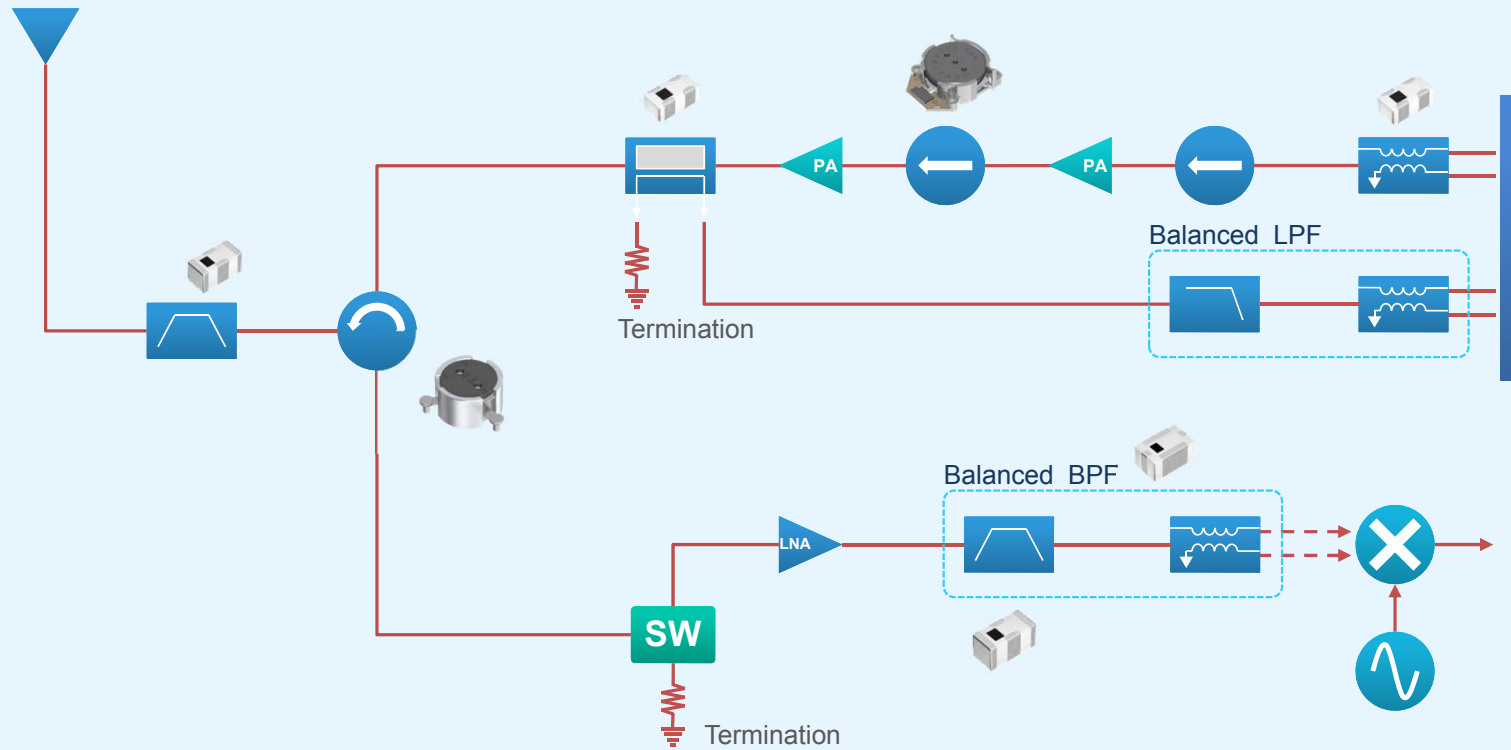 PA
PA
Balanced LPF
Termination
Balanced BPF
LNA
SW
Termination